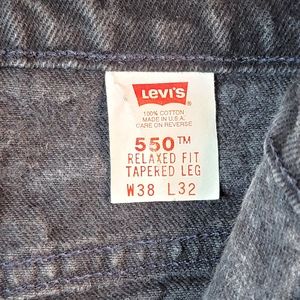 LEVI'S ®
100% COTTON
MADE IN U.S.A.
CARE ON REVERSE
550™
RELAXED FIT
TAPERED LEG
W38 L32